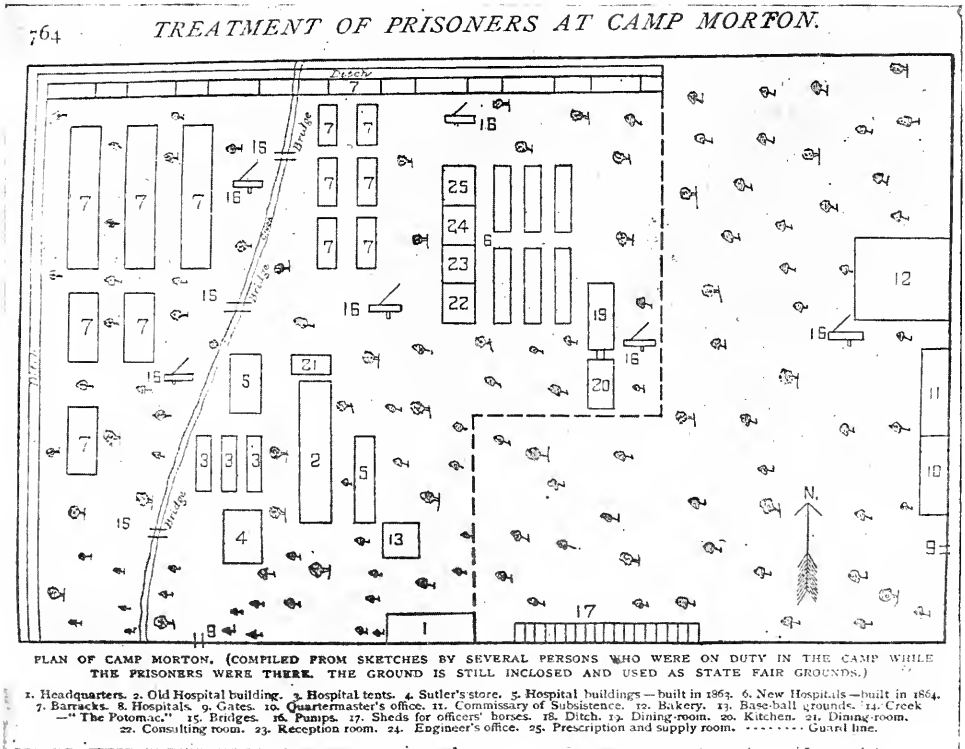 764
TREATMENT OF PRISONERS AT CAMP MORTON.
Ditch
7
7 7
16
15
Bridge
7 7 7
16
7 7
25
24
6
23
22
7 7
12
15
Bridge
16
19
16
16
7 7
21
20
11
15
5
7
3 3 3
2
5
10
N.
15
Bridge
4
13
9
17
9
1
PLAN OF CAMP MORTON. (COMPILED FROM SKETCHES BY SEVERAL PERSONS WHO WERE ON DUTY IN THE CAMP WHILE
THE PRISONERS WERE THERE. THE GROUND IS STILL INCLOSED AND USED AS STATE FAIR GROUNDS.)
1. Headquarters. 2. Old Hospital building. 3. Hospital tents. 4. Sutler's store. 5. Hospital buildings — built in 1863. 6. New Hospitals — built in 1864.
7. Barracks. 8. Hospitals. 9. Gates. 10. Quartermaster's office. 11. Commissary of Subsistence. 12. Bakery. 13. Base-ball grounds. 14. Creek
— "The Potomac." 15. Bridges. 16. Pumps. 17. Sheds for officers' horses. 18. Ditch. 19. Dining-room. 20. Kitchen. 21. Dining-room.
22. Consulting room. 23. Reception room. 24. Engineer's office. 25. Prescription and supply room. -------- Guard line.